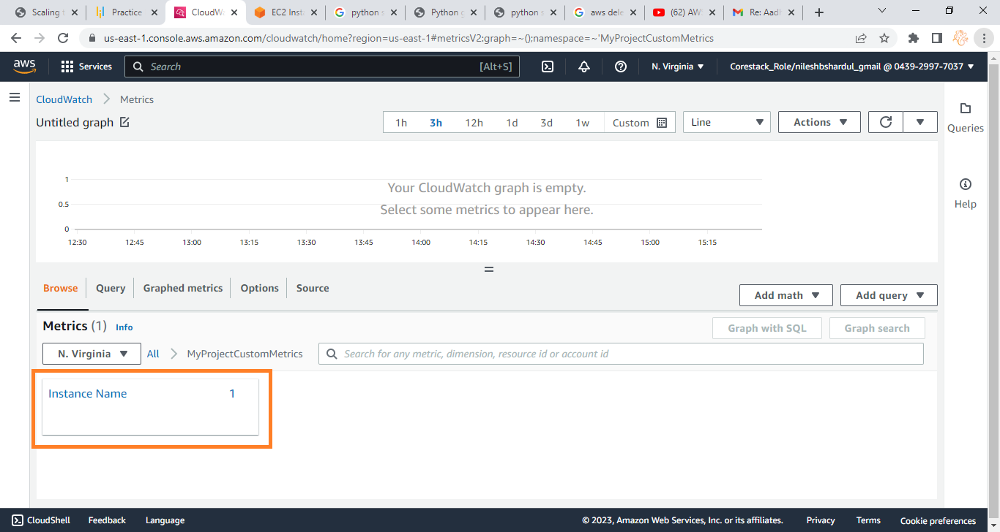 Scaling t
Practice
CloudWa
EC2 Inst
python s
Python g
python s
aws dele
(62) AW
Re: Aadh
us-east-1.console.aws.amazon.com/cloudwatch/home?region=us-east-1#metricsV2:graph=~();namespace=~'MyProjectCustomMetrics
aws
Services
Search
[Alt+S]
N. Virginia
Corestack_Role/nileshbshardul_gmail @ 0439-2997-7037
CloudWatch
Metrics
Untitled graph
1h
3h
12h
1d
3d
1w
Custom
Line
Actions
Queries
Help
1
0.5
0
Your CloudWatch graph is empty.
Select some metrics to appear here.
12:30
12:45
13:00
13:15
13:30
13:45
14:00
14:15
14:30
14:45
15:00
15:15
Browse
Query
Graphed metrics
Options
Source
Add math
Add query
Metrics (1) Info
Graph with SQL
Graph search
N. Virginia
All
MyProjectCustomMetrics
Search for any metric, dimension, resource id or account id
Instance Name
1
CloudShell
Feedback
Language
© 2023, Amazon Web Services, Inc. or its affiliates.
Privacy
Terms
Cookie preferences